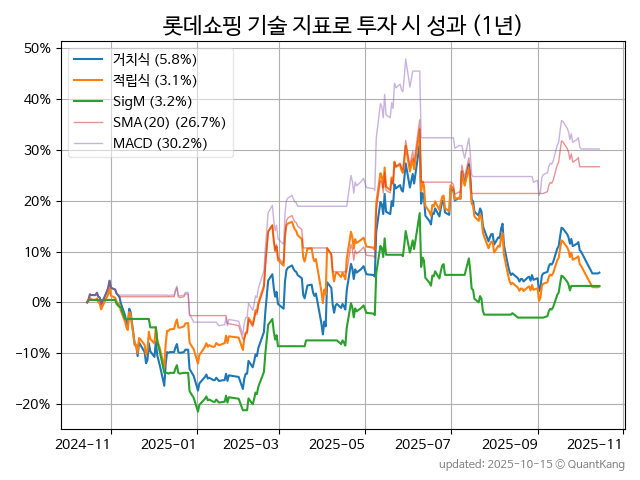 롯데쇼핑 기술 지표로 투자 시 성과 (1년)
거치식 (5.8%)
적립식 (3.1%)
SigM (3.2%)
SMA(20) (26.7%)
MACD (30.2%)
50%
40%
30%
20%
10%
0%
−10%
−20%
2024-11
2025-01
2025-03
2025-05
2025-07
2025-09
2025-11
updated: 2025-10-15 ⓒ QuantKang